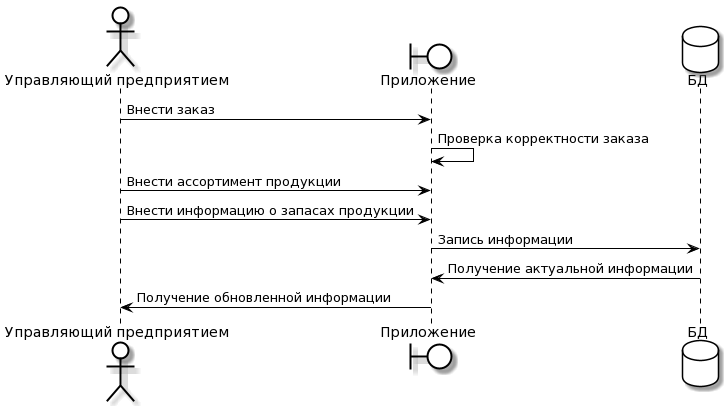 Управляющий предприятием
Приложение
БД
Внести заказ
Проверка корректности заказа
Внести ассортимент продукции
Внести информацию о запасах продукции
Запись информации
Получение актуальной информации
Получение обновленной информации
Управляющий предприятием
Приложение
БД